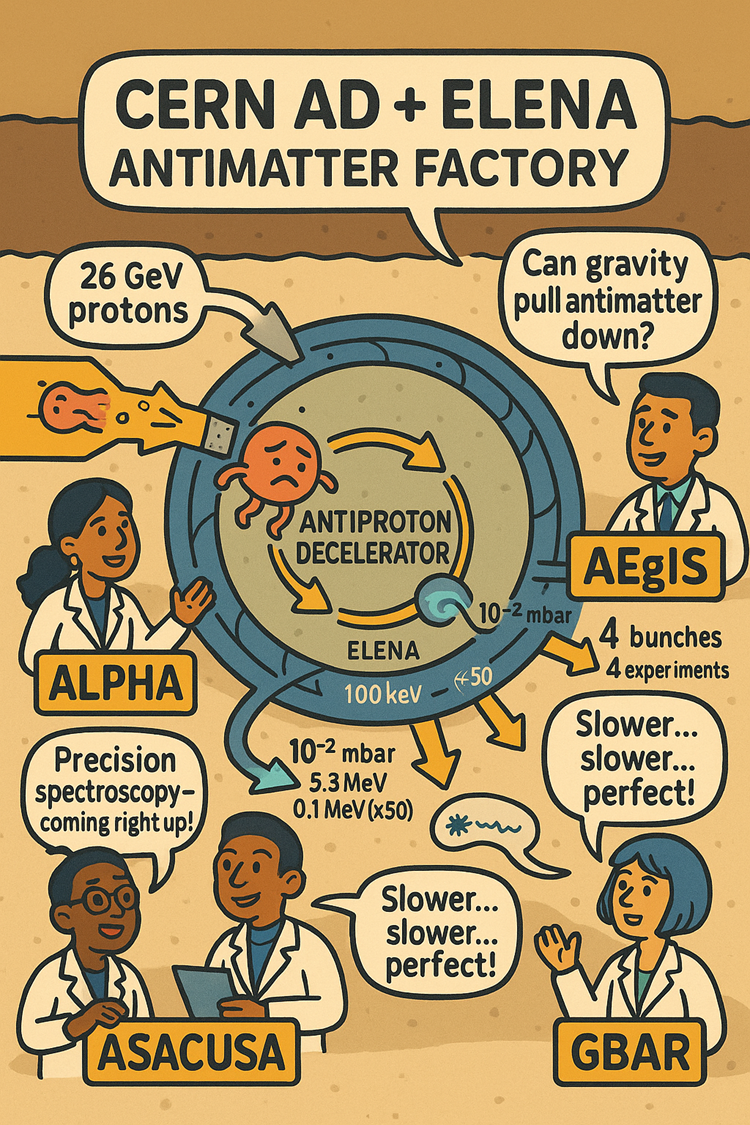 CERN AD + ELENA
ANTIMATTER FACTORY
26 GeV
protons
Can gravity
pull antimatter
down?
ANTIPROTON
DECELERATOR
AEgIS
10⁻² mbar
4 bunches
4 experiments
ELENA
100 keV
(+50
ALPHA
10⁻² mbar
5.3 MeV
0.1 MeV (x50)
Slower...
slower...
perfect!
Precision
spectroscopy–
coming right up!
Slower...
slower...
perfect!
ASACUSA
GBAR